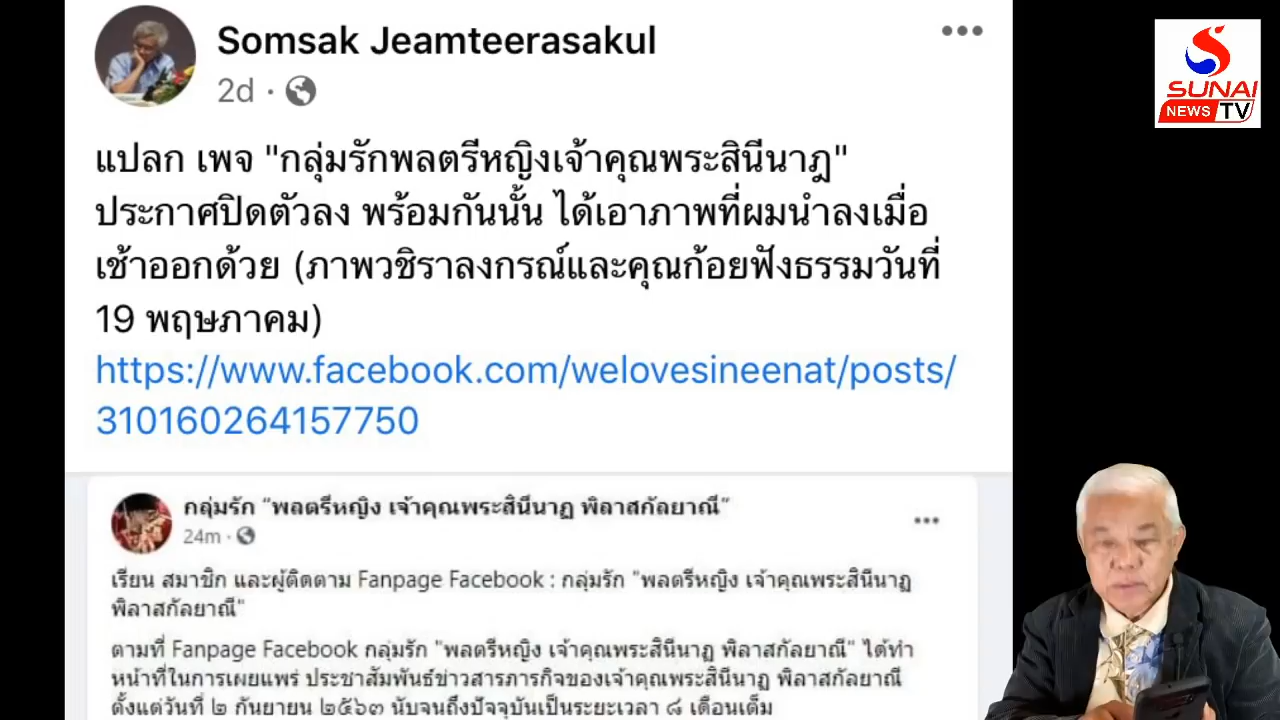 Somsak Jeamteerasakul
2d ·
SUNAI
NEWS TV
แปลก เพจ "กลุ่มรักพลตรีหญิงเจ้าคุณพระสินีนาฎ"
ประกาศปิดตัวลง พร้อมกันนั้น ได้เอาภาพที่ผมนำลงเมื่อ
เช้าออกด้วย (ภาพวชิราลงกรณ์และคุณก้อยฟังธรรมวันที่
19 พฤษภาคม)
https://www.facebook.com/welovesineenat/posts/
310160264157750
กลุ่มรัก "พลตรีหญิง เจ้าคุณพระสินีนาฏ พิลาสกัลยาณี"
24m ·
เรียน สมาชิก และผู้ติดตาม Fanpage Facebook : กลุ่มรัก "พลตรีหญิง เจ้าคุณพระสินีนาฏ
พิลาสกัลยาณี"
ตามที่ Fanpage Facebook กลุ่มรัก "พลตรีหญิง เจ้าคุณพระสินีนาฏ พิลาสกัลยาณี" ได้ทำ
หน้าที่ในการเผยแพร่ ประชาสัมพันธ์ข่าวสารภารกิจของเจ้าคุณพระสินีนาฏ พิลาสกัลยาณี
ตั้งแต่วันที่ ๒ กันยายน ๒๕๖๓ นับจนถึงปัจจุบันเป็นระยะเวลา ๘ เดือนเต็ม